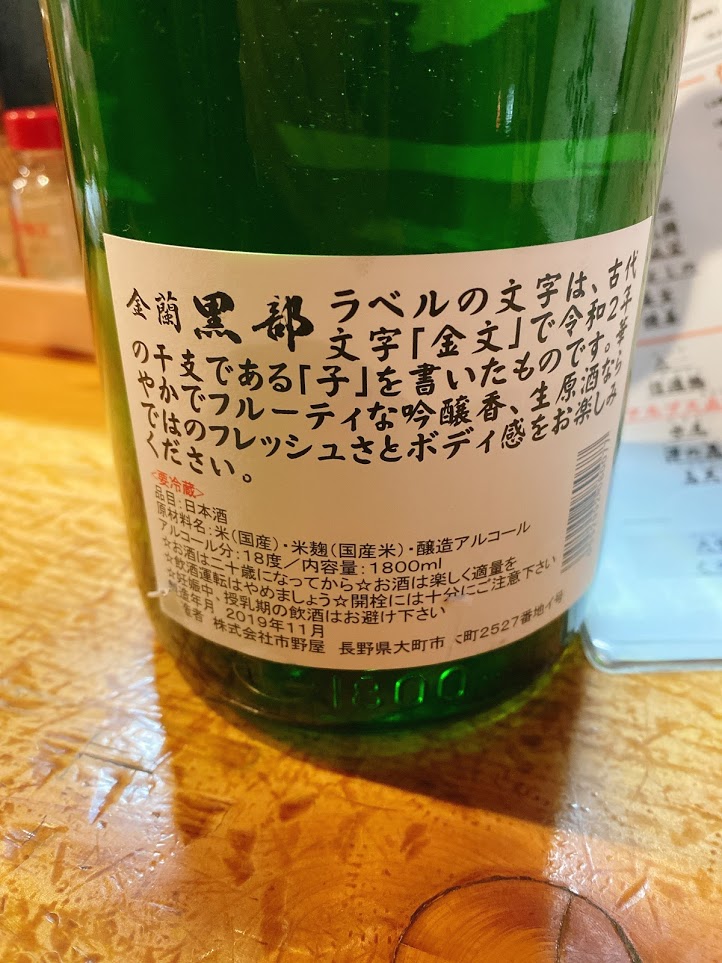 金蘭 黒部
ラベルの文字は、古代
文字「金文」で令和2年
の干支である「子」を書いたものです。華
やかでフルーティな吟醸香、生原酒なら
ではのフレッシュさとボディ感をお楽しみ
ください。
<要冷蔵>
品目:日本酒
原材料名:米(国産)・米麹(国産米)・醸造アルコール
アルコール分:18度/内容量:1800ml
☆お酒は二十歳になってから☆お酒は楽しく適量を
☆飲酒運転はやめましょう☆開栓には十分にご注意下さい
☆妊娠中・授乳期の飲酒はお避け下さい
造年月 2019年11月
造者 株式会社市野屋 長野県大町市大町2527番地イ号
1800